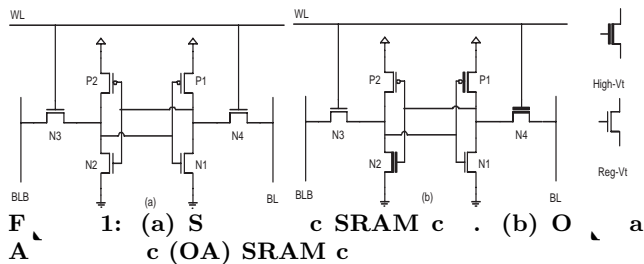 WL
P2
P1
N3
N4
N2
N1
BLB
(a)
BL
WL
P2
P1
N3
N4
N2
N1
BLB
(b)
BL
High-Vt
Reg-Vt
F 1: (a) S c SRAM c . (b) O a
A c (OA) SRAM c